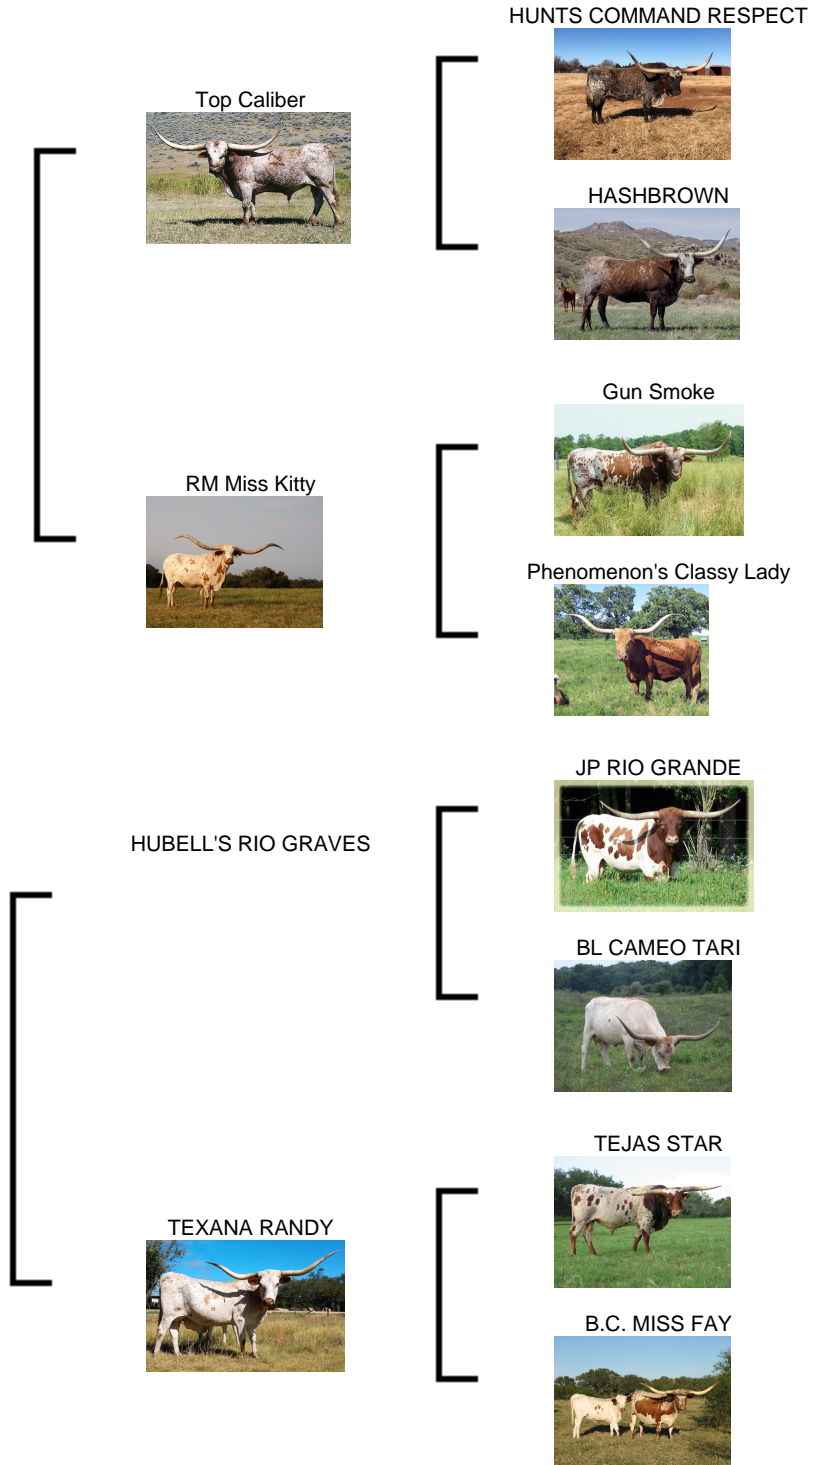 HUNTS COMMAND RESPECT
Top Caliber
HASHBROWN
Gun Smoke
RM Miss Kitty
Phenomenon's Classy Lady
JP RIO GRANDE
HUBELL'S RIO GRAVES
BL CAMEO TARI
TEJAS STAR
TEXANA RANDY
B.C. MISS FAY